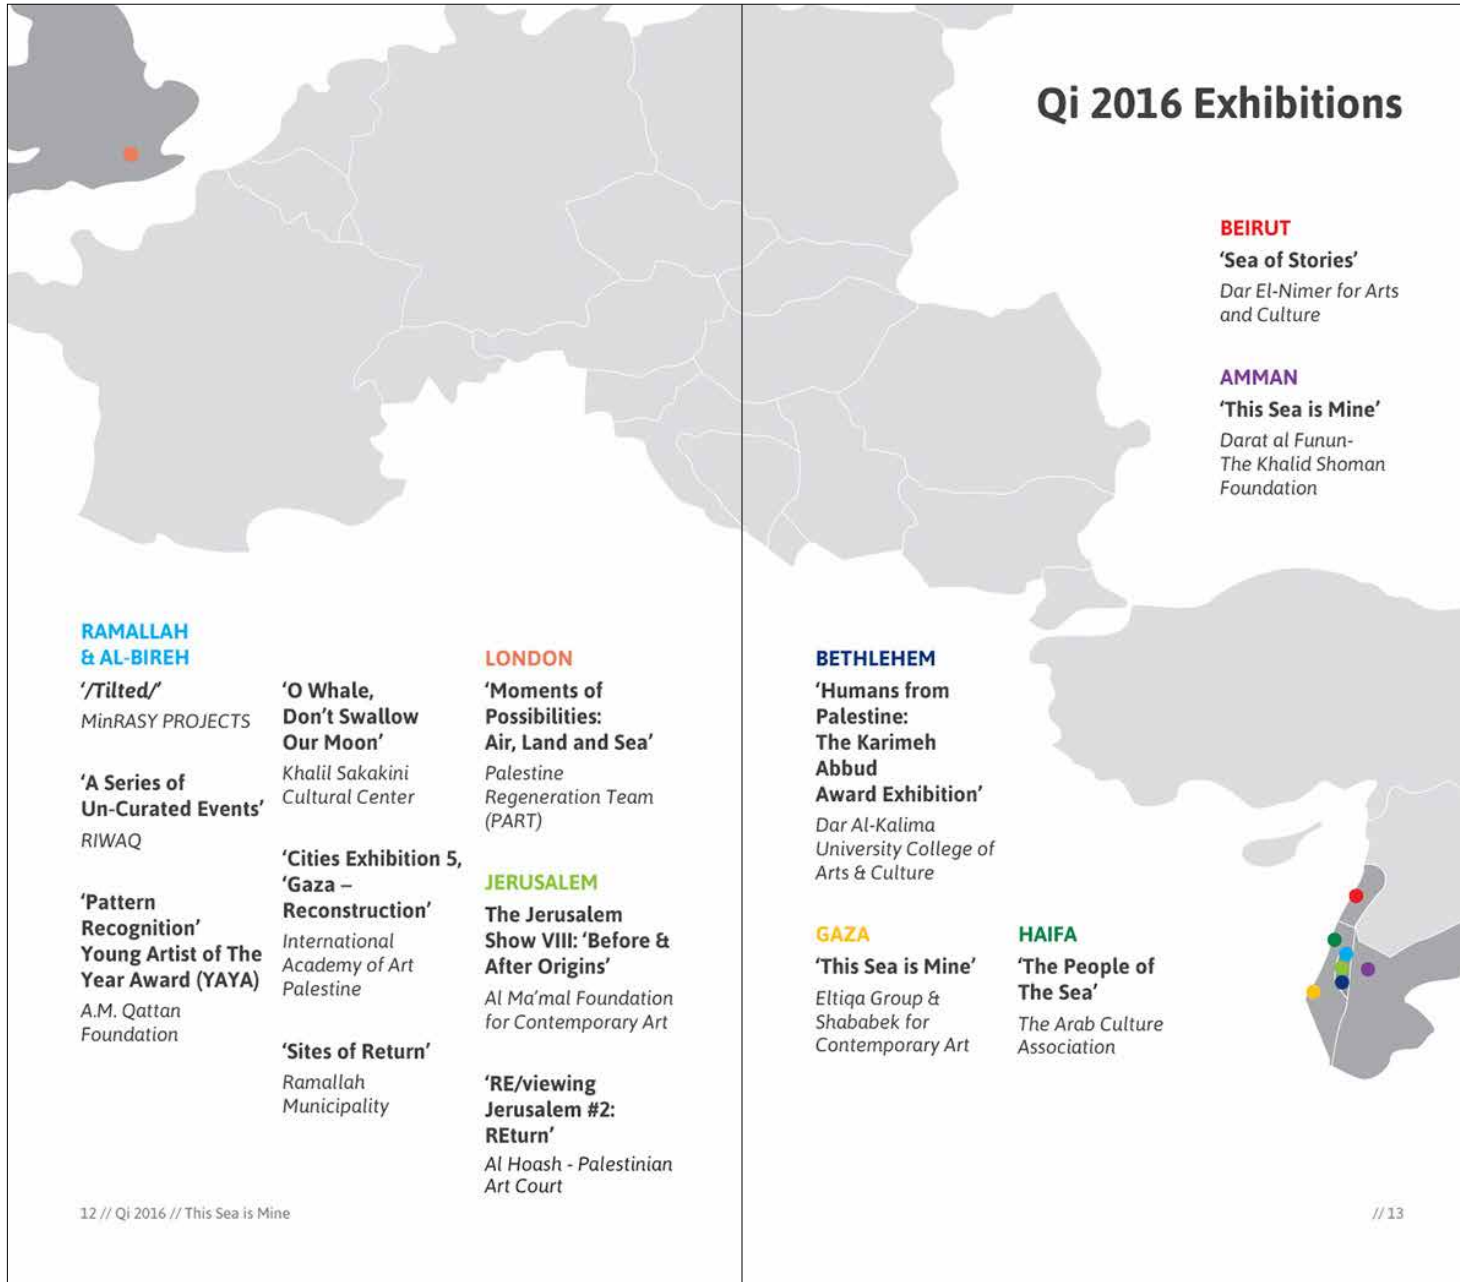 Qi 2016 Exhibitions
RAMALLAH
& AL-BIREH
‘/Tilted/’
MinRASY PROJECTS
‘A Series of
Un-Curated Events’
RIWAQ
‘Pattern
Recognition’
Young Artist of The
Year Award (YAYA)
A.M. Qattan
Foundation
‘O Whale,
Don’t Swallow
Our Moon’
Khalil Sakakini
Cultural Center
‘Cities Exhibition 5,
‘Gaza –
Reconstruction’
International
Academy of Art
Palestine
‘Sites of Return’
Ramallah
Municipality
LONDON
‘Moments of
Possibilities:
Air, Land and Sea’
Palestine
Regeneration Team
(PART)
JERUSALEM
The Jerusalem
Show VIII: ‘Before &
After Origins’
Al Ma’mal Foundation
for Contemporary Art
‘RE/viewing
Jerusalem #2:
REturn’
Al Hoash - Palestinian
Art Court
12 // Qi 2016 // This Sea is Mine
BEIRUT
‘Sea of Stories’
Dar El-Nimer for Arts
and Culture
AMMAN
‘This Sea is Mine’
Darat al Funun-
The Khalid Shoman
Foundation
BETHLEHEM
‘Humans from
Palestine:
The Karimeh
Abbud
Award Exhibition’
Dar Al-Kalima
University College of
Arts & Culture
GAZA
‘This Sea is Mine’
Eltiqa Group &
Shababek for
Contemporary Art
HAIFA
‘The People of
The Sea’
The Arab Culture
Association
// 13